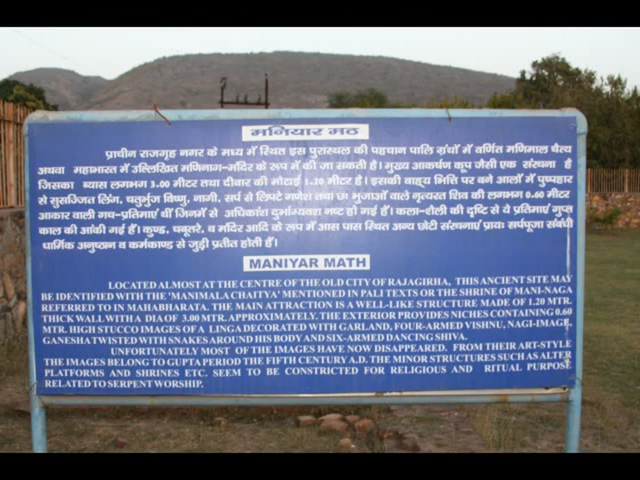 मनियार मठ
प्राचीन राजगृह नगर के मध्य में स्थित इस पुरास्थल की पहचान पालि ग्रंथों में वर्णित मणिमाल चैत्य
अथवा महाभारत में उल्लिखित मणिनाग-मंदिर के रूप में की जा सकती है। मुख्य आकर्षण कूप जैसी एक संरचना है
जिसका व्यास लगभग 3.00 मीटर तथा दीवार की मोटाई 1.20 मीटर है। इसकी वाह्य भित्ति पर बने आलों में पुष्पहार
से सुसज्जित लिंग, चतुर्भुज विष्णु, नागी, सर्प से लिपटे गणेश तथा छः भुजाओं वाले नृत्यरत शिव की लगभग 0.60 मीटर
आकार वाली गच-प्रतिमाएं थीं जिनमें से अधिकांश दुर्भाग्यवश नष्ट हो गई हैं। कला-शैली की दृष्टि से ये प्रतिमाएं गुप्त
काल की आंकी गई हैं। कुण्ड, चबूतरे, व मंदिर आदि के रूप में आस पास स्थित अन्य छोटी संरचनाएं प्रायः सर्पपूजा संबंधी
धार्मिक अनुष्ठान व कर्मकाण्ड से जुड़ी प्रतीत होती हैं।
MANIYAR MATH
LOCATED ALMOST AT THE CENTRE OF THE OLD CITY OF RAJAGIRHA, THIS ANCIENT SITE MAY
BE IDENTIFIED WITH THE 'MANIMALA CHAITYA' MENTIONED IN PALI TEXTS OR THE SHRINE OF MANI-NAGA
REFERRED TO IN MAHABHARATA. THE MAIN ATTRACTION IS A WELL-LIKE STRUCTURE MADE OF 1.20 MTR.
THICK WALL WITH A DIA OF 3.00 MTR. APPROXIMATELY. THE EXTERIOR PROVIDES NICHES CONTAINING 0.60
MTR. HIGH STUCCO IMAGES OF A LINGA DECORATED WITH GARLAND, FOUR-ARMED VISHNU, NAGI-IMAGE,
GANESHA TWISTED WITH SNAKES AROUND HIS BODY AND SIX-ARMED DANCING SHIVA.
UNFORTUNATELY MOST OF THE IMAGES HAVE NOW DISAPPEARED. FROM THEIR ART-STYLE
THE IMAGES BELONG TO GUPTA PERIOD THE FIFTH CENTURY A.D. THE MINOR STRUCTURES SUCH AS ALTER
PLATFORMS AND SHRINES ETC. SEEM TO BE CONSTRICTED FOR RELIGIOUS AND RITUAL PURPOSE
RELATED TO SERPENT WORSHIP.